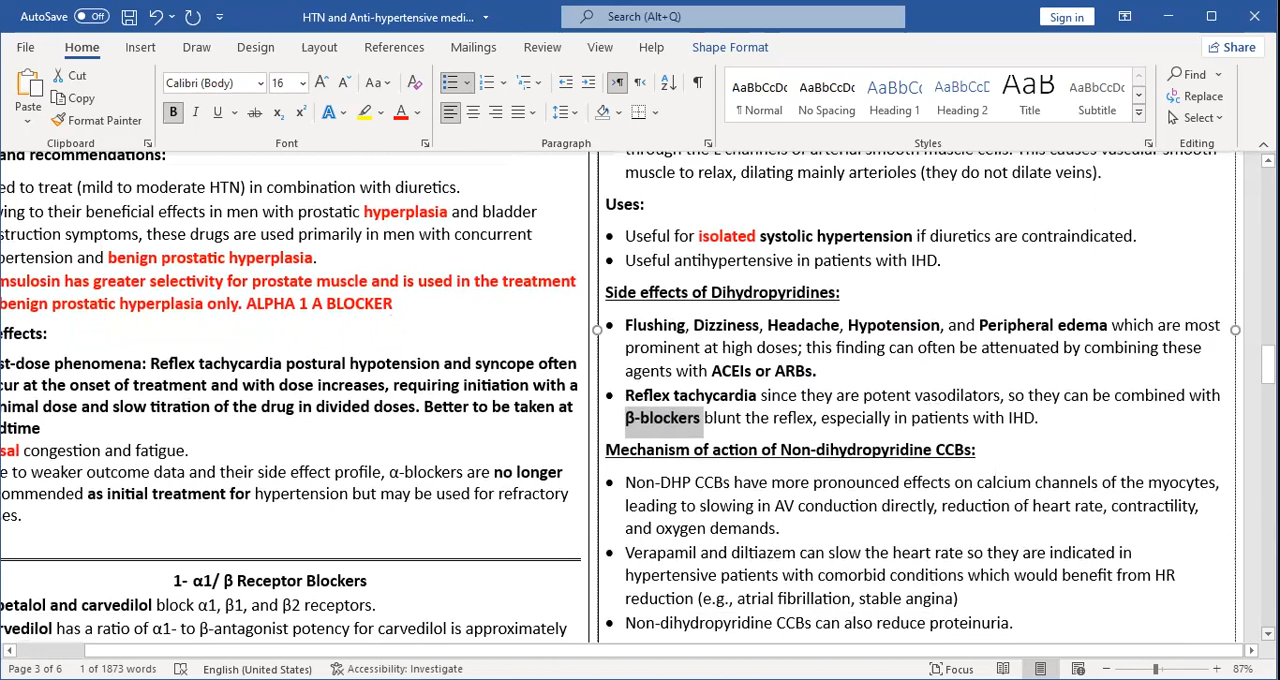 AutoSave Off HTN and Anti-hypertensive medi... Search (Alt+Q) Sign in
File Home Insert Draw Design Layout References Mailings Review View Help Shape Format Share
Paste Cut Copy Format Painter
Calibri (Body) 16
AaBbCcDc AaBbCcDc AaBbCc AaBbCcD AaB AaBbCcDc
¶ Normal No Spacing Heading 1 Heading 2 Title Subtitle
Find Replace Select
Clipboard Font Paragraph Styles Editing
and recommendations:
ed to treat (mild to moderate HTN) in combination with diuretics.
ving to their beneficial effects in men with prostatic hyperplasia and bladder
struction symptoms, these drugs are used primarily in men with concurrent
pertension and benign prostatic hyperplasia.
msulosin has greater selectivity for prostate muscle and is used in the treatment
benign prostatic hyperplasia only. ALPHA 1 A BLOCKER
effects:
st-dose phenomena: Reflex tachycardia postural hypotension and syncope often
cur at the onset of treatment and with dose increases, requiring initiation with a
nimal dose and slow titration of the drug in divided doses. Better to be taken at
dtime
sal congestion and fatigue.
e to weaker outcome data and their side effect profile, α-blockers are no longer
commended as initial treatment for hypertension but may be used for refractory
es.
1- α1/ β Receptor Blockers
petalol and carvedilol block α1, β1, and β2 receptors.
rvedilol has a ratio of α1- to β-antagonist potency for carvedilol is approximately
through the L channels of arterial smooth muscle cells. This causes vascular smooth
muscle to relax, dilating mainly arterioles (they do not dilate veins).
Uses:
• Useful for isolated systolic hypertension if diuretics are contraindicated.
• Useful antihypertensive in patients with IHD.
Side effects of Dihydropyridines:
• Flushing, Dizziness, Headache, Hypotension, and Peripheral edema which are most
prominent at high doses; this finding can often be attenuated by combining these
agents with ACEIs or ARBs.
• Reflex tachycardia since they are potent vasodilators, so they can be combined with
β-blockers blunt the reflex, especially in patients with IHD.
Mechanism of action of Non-dihydropyridine CCBs:
• Non-DHP CCBs have more pronounced effects on calcium channels of the myocytes,
leading to slowing in AV conduction directly, reduction of heart rate, contractility,
and oxygen demands.
• Verapamil and diltiazem can slow the heart rate so they are indicated in
hypertensive patients with comorbid conditions which would benefit from HR
reduction (e.g., atrial fibrillation, stable angina)
• Non-dihydropyridine CCBs can also reduce proteinuria.
Page 3 of 6 1 of 1873 words English (United States) Accessibility: Investigate Focus 87%